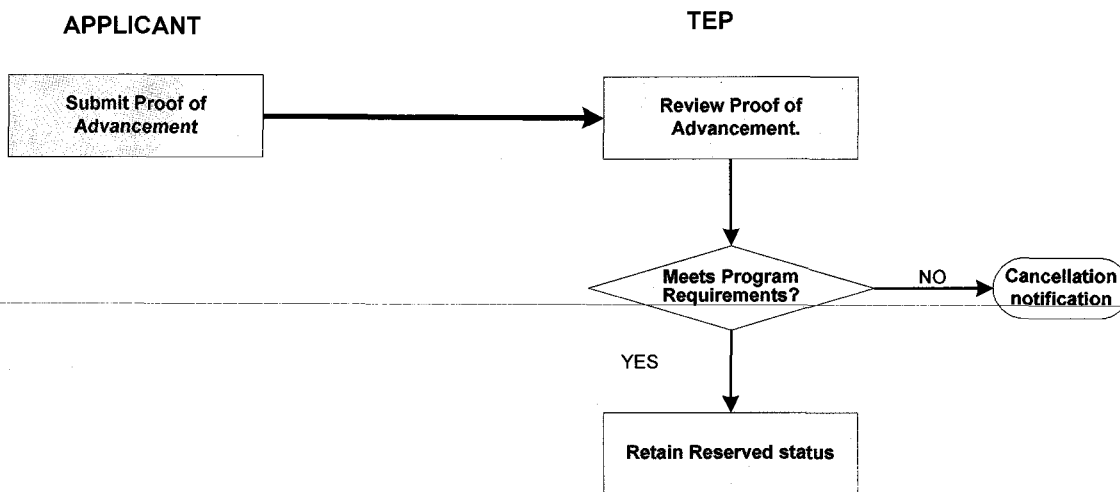 APPLICANT
TEP
Submit Proof of
Advancement
Review Proof of
Advancement.
Meets Program
Requirements?
NO
Cancellation
notification
YES
Retain Reserved status